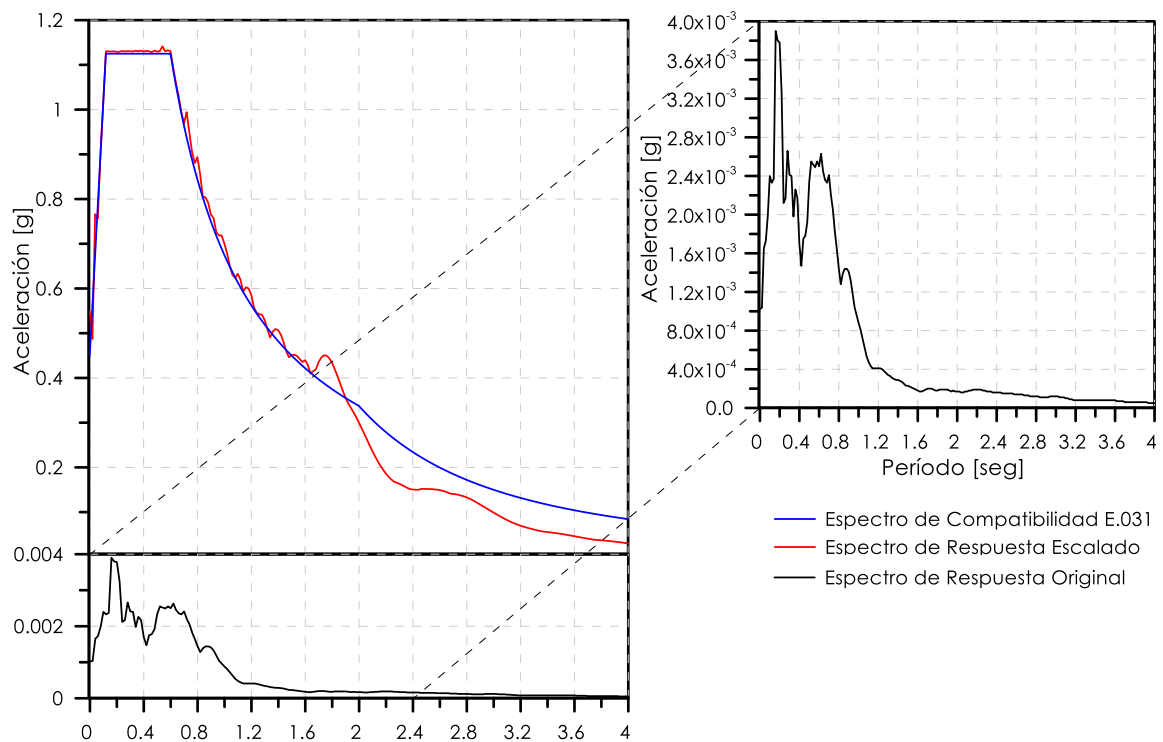 1.2
1
0.8
0.6
0.4
0.2
Aceleración [g]
0.004
0.002
0
0 0.4 0.8 1.2 1.6 2 2.4 2.8 3.2 3.6 4
4.0x10-3
3.6x10-3
3.2x10-3
2.8x10-3
2.4x10-3
2.0x10-3
1.6x10-3
1.2x10-3
8.0x10-4
4.0x10-4
0.0
Aceleración [g]
0 0.4 0.8 1.2 1.6 2 2.4 2.8 3.2 3.6 4
Período [seg]
Espectro de Compatibilidad E.031
Espectro de Respuesta Escalado
Espectro de Respuesta Original